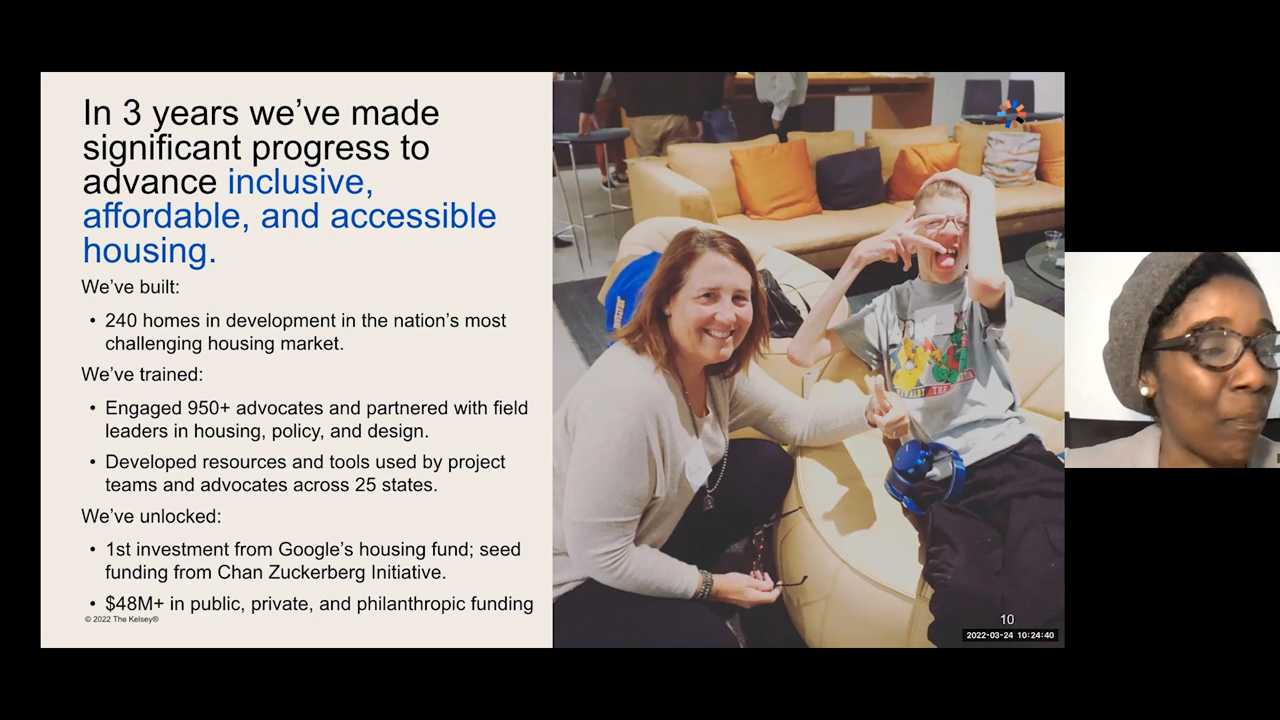 In 3 years we’ve made
significant progress to
advance inclusive,
affordable, and accessible
housing.
We’ve built:
• 240 homes in development in the nation’s most
challenging housing market.
We’ve trained:
• Engaged 950+ advocates and partnered with field
leaders in housing, policy, and design.
• Developed resources and tools used by project
teams and advocates across 25 states.
We’ve unlocked:
• 1st investment from Google’s housing fund; seed
funding from Chan Zuckerberg Initiative.
• $48M+ in public, private, and philanthropic funding
© 2022 The Kelsey®
10
2022-03-24 10:24:40